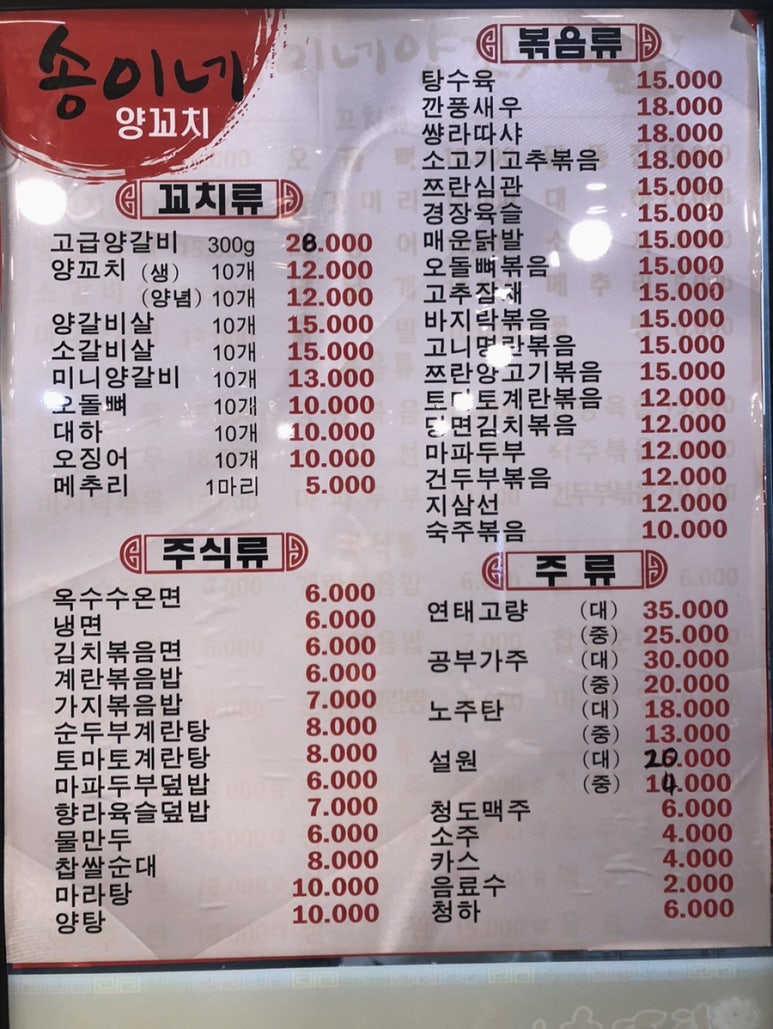 송이네
양꼬치
꼬치류
고급양갈비 300g 28.000
양꼬치 (생) 10개 12.000
(양념) 10개 12.000
양갈비살 10개 15.000
소갈비살 10개 15.000
미니양갈비 10개 13.000
오돌뼈 10개 10.000
대하 10개 10.000
오징어 10개 10.000
메추리 1마리 5.000
주식류
옥수수온면 6.000
냉면 6.000
김치볶음면 6.000
계란볶음밥 6.000
가지볶음밥 7.000
순두부계란탕 8.000
토마토계란탕 8.000
마파두부덮밥 6.000
향라육슬덮밥 7.000
물만두 6.000
찹쌀순대 8.000
마라탕 10.000
양탕 10.000
볶음류
탕수육 15.000
깐풍새우 18.000
썅라따샤 18.000
소고기고추볶음 18.000
쯔란심관 15.000
경장육슬 15.000
매운닭발 15.000
오돌뼈볶음 15.000
고추잡채 15.000
바지락볶음 15.000
고니명란볶음 15.000
쯔란양고기볶음 15.000
토마토계란볶음 12.000
당면김치볶음 12.000
마파두부 12.000
건두부볶음 12.000
지삼선 12.000
숙주볶음 10.000
주류
연태고량 (대) 35.000
(중) 25.000
공부가주 (대) 30.000
(중) 20.000
노주탄 (대) 18.000
(중) 13.000
설원 (대) 20.000
(중) 14.000
청도맥주 6.000
소주 4.000
카스 4.000
음료수 2.000
청하 6.000